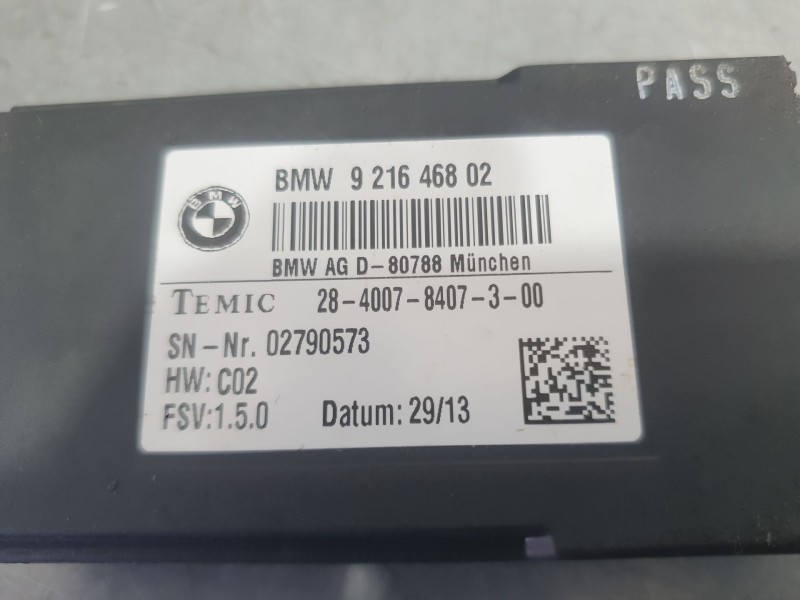 PASS
BMW 9 216 468 02
BMW
BMW AG D-80788 München
TEMIC 28-4007-8407-3-00
SN-Nr. 02790573
HW: C02
FSV:1.5.0 Datum: 29/13